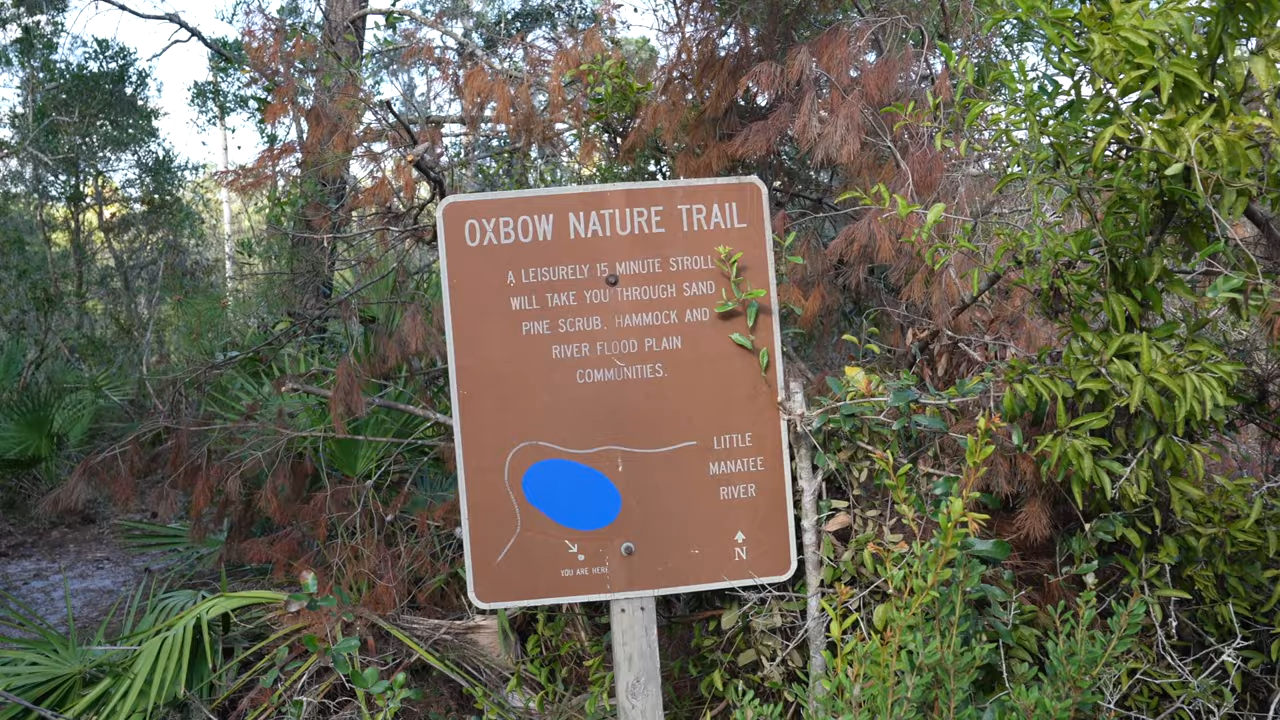 OXBOW NATURE TRAIL
A LEISURELY 15 MINUTE STROLL
WILL TAKE YOU THROUGH SAND
PINE SCRUB, HAMMOCK AND
RIVER FLOOD PLAIN
COMMUNITIES.
LITTLE
MANATEE
RIVER
YOU ARE HERE
N